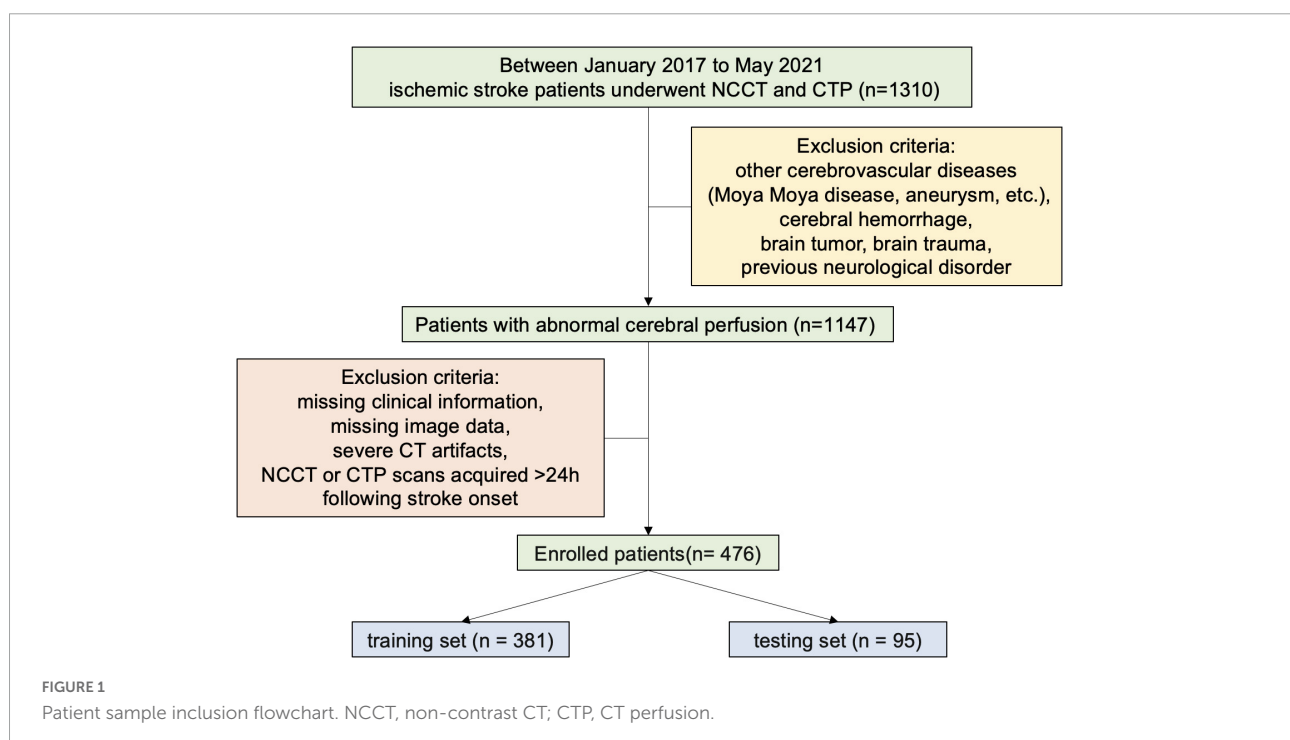 Between January 2017 to May 2021
ischemic stroke patients underwent NCCT and CTP (n=1310)
Exclusion criteria:
other cerebrovascular diseases
(Moya Moya disease, aneurysm, etc.),
cerebral hemorrhage,
brain tumor, brain trauma,
previous neurological disorder
Patients with abnormal cerebral perfusion (n=1147)
Exclusion criteria:
missing clinical information,
missing image data,
severe CT artifacts,
NCCT or CTP scans acquired >24h
following stroke onset
Enrolled patients(n= 476)
training set (n = 381)
testing set (n = 95)
FIGURE 1
Patient sample inclusion flowchart. NCCT, non-contrast CT; CTP, CT perfusion.